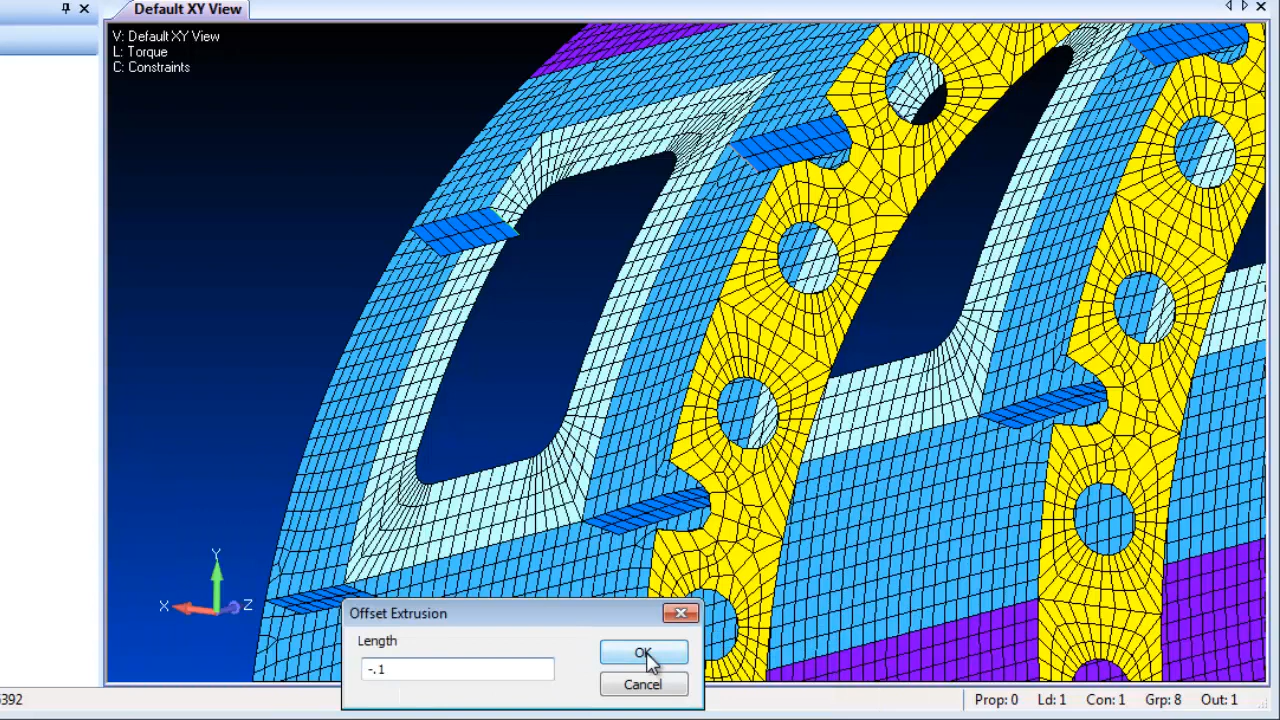 Default XY View
V: Default XY View
L: Torque
C: Constraints
Y
X
Z
Offset Extrusion
Length
-.1
OK
Cancel
Prop: 0 Ld: 1 Con: 1 Grp: 8 Out: 1